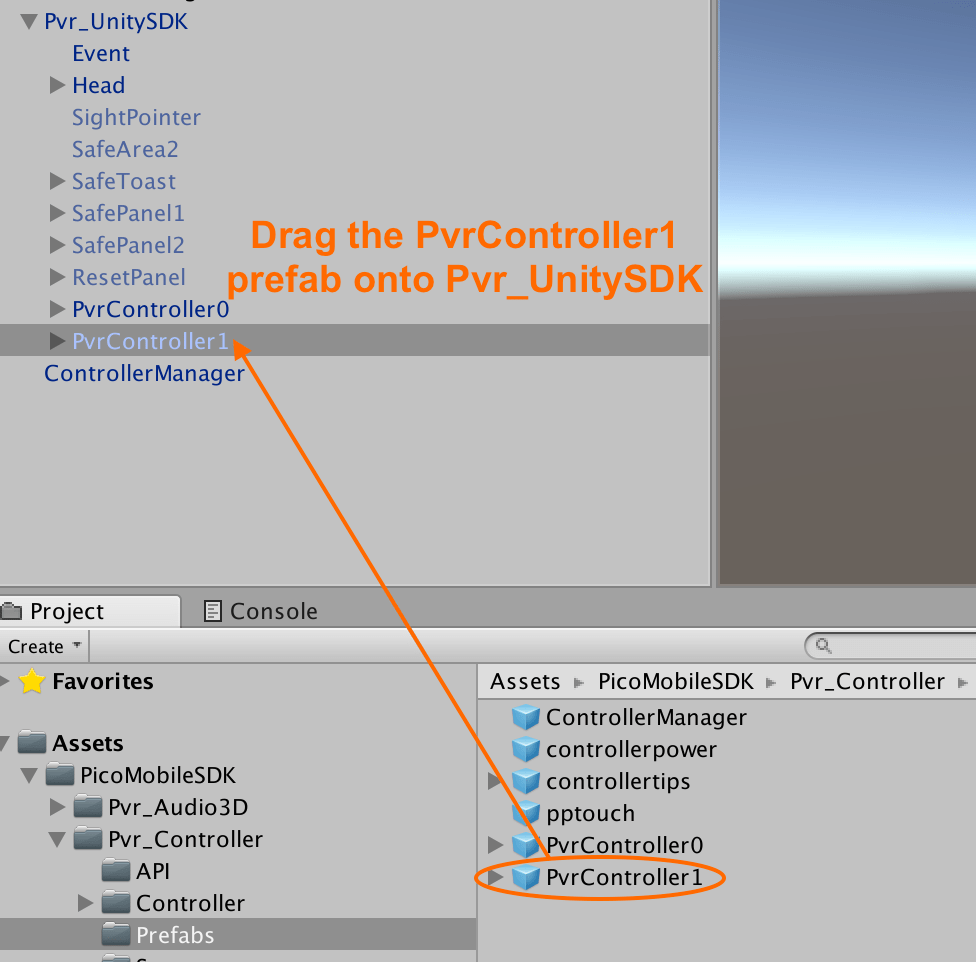 Pvr_UnitySDK
Event
Head
SightPointer
SafeArea2
SafeToast
SafePanel1
SafePanel2
ResetPanel
PvrController0
PvrController1
ControllerManager
Drag the PvrController1
prefab onto Pvr_UnitySDK
Project
Console
Create
Favorites
Assets
PicoMobileSDK
Pvr_Audio3D
Pvr_Controller
API
Controller
Prefabs
Assets PicoMobileSDK Pvr_Controller
ControllerManager
controllerpower
controllertips
pptouch
PvrController0
PvrController1